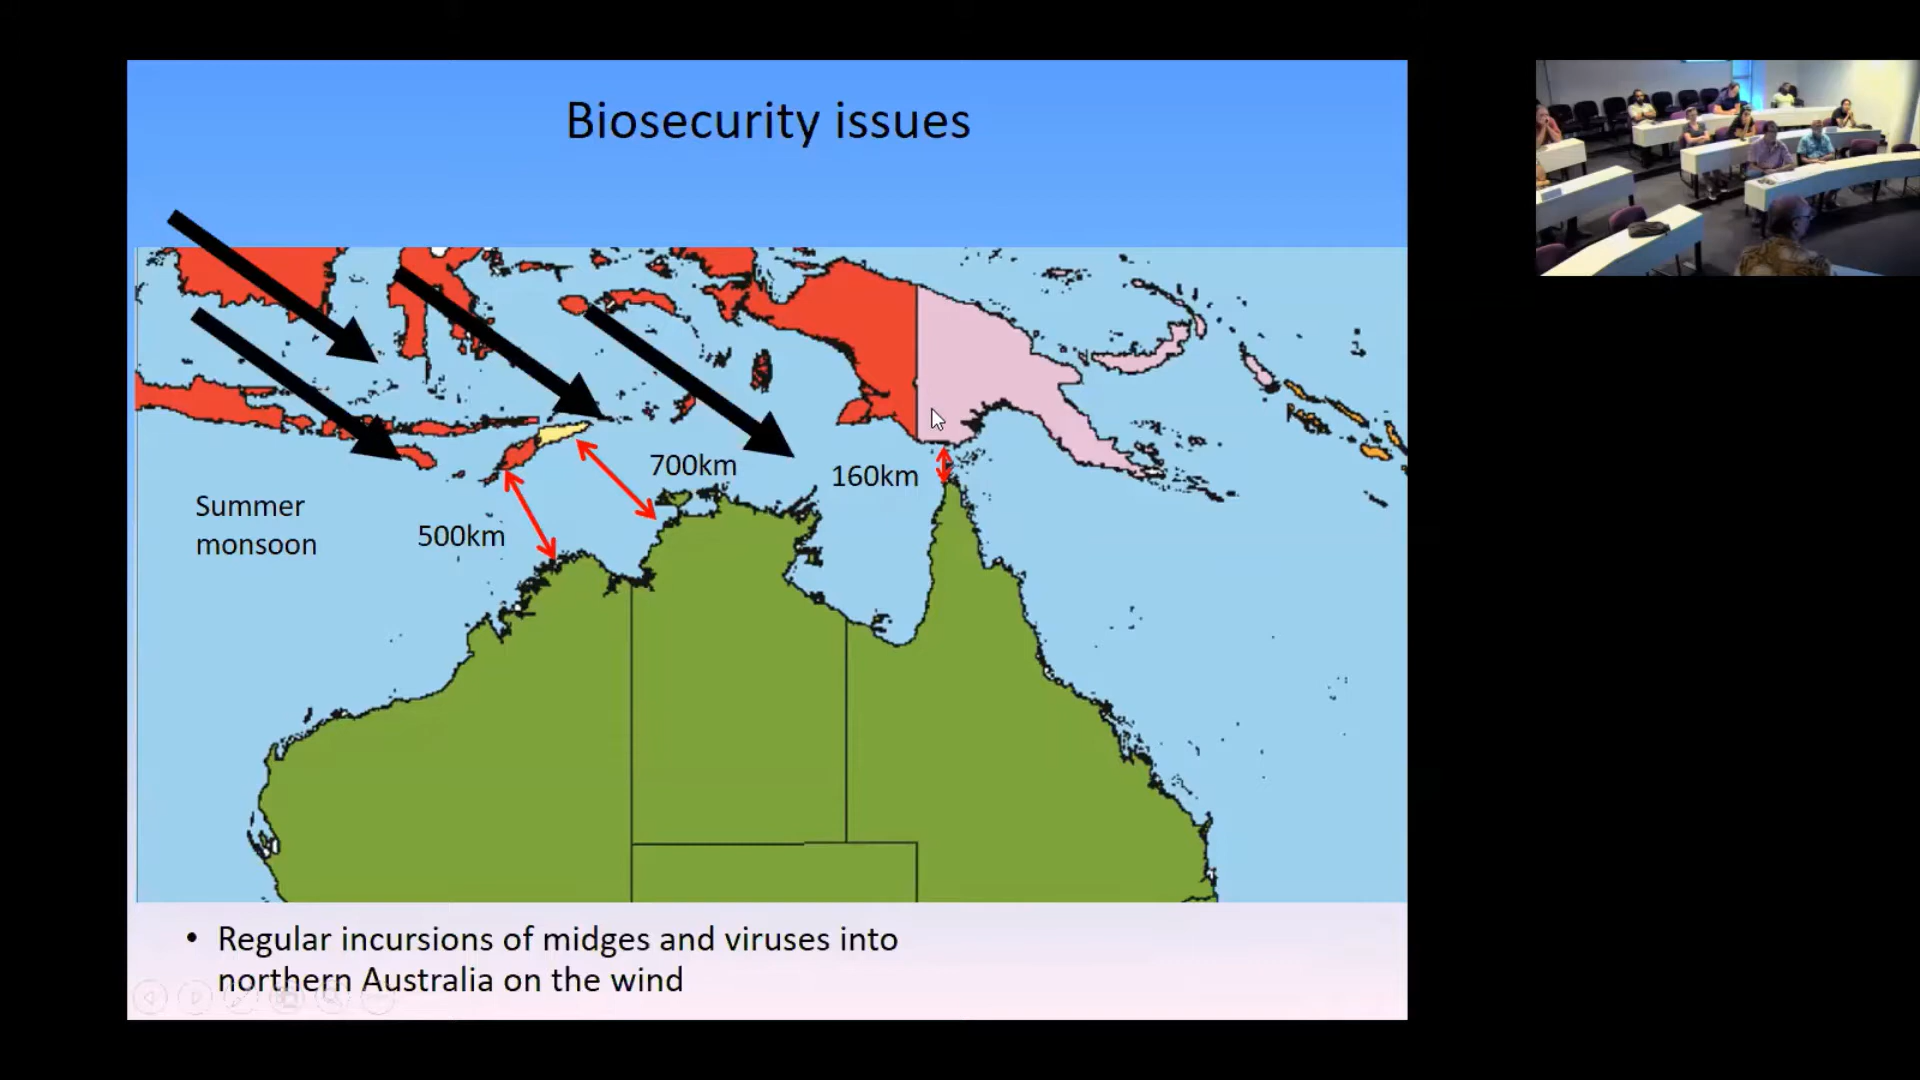 Biosecurity issues
700km
160km
Summer
monsoon
500km
• Regular incursions of midges and viruses into
northern Australia on the wind